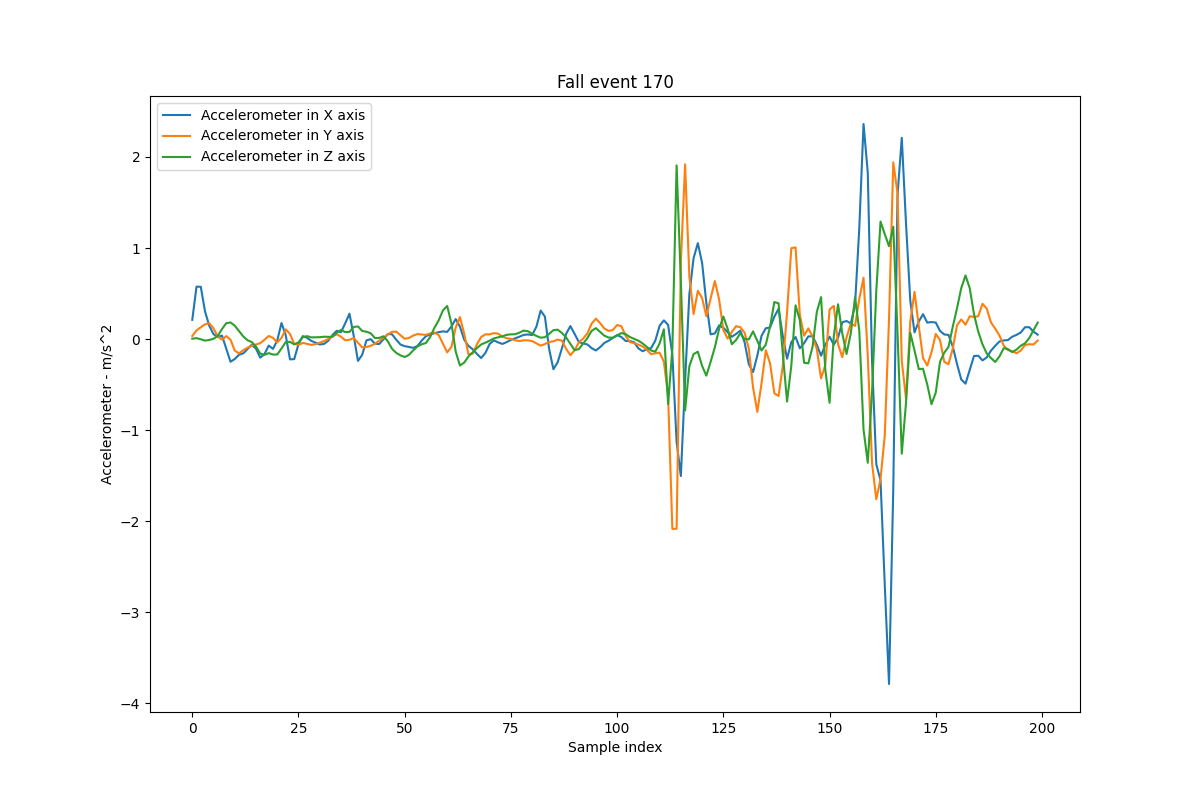 Fall event 170
Accelerometer in X axis
Accelerometer in Y axis
Accelerometer in Z axis
Accelerometer - m/s^2
2
1
0
−1
−2
−3
−4
0 25 50 75 100 125 150 175 200
Sample index